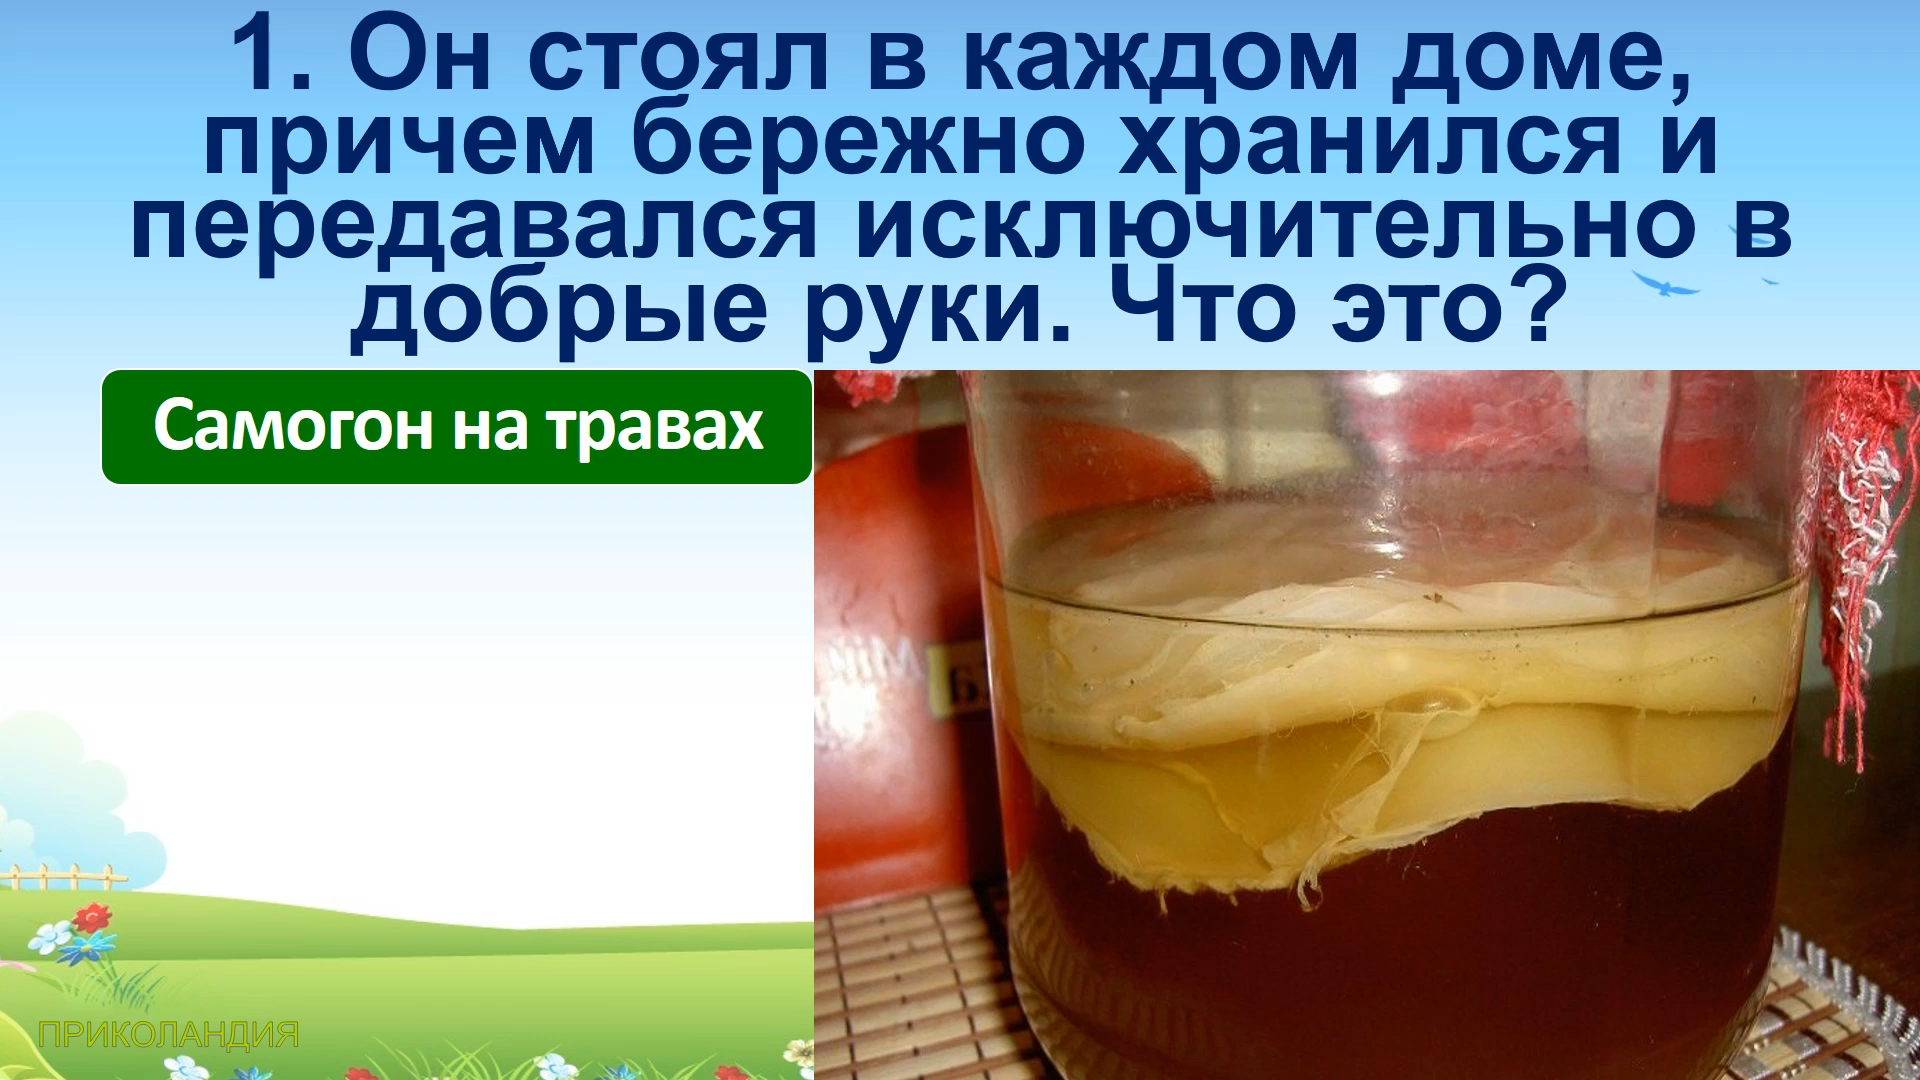 1. Он стоял в каждом доме,
причем бережно хранился и
передавался исключительно в
добрые руки. Что это?
Самогон на травах
ПРИКОЛАНДИЯ